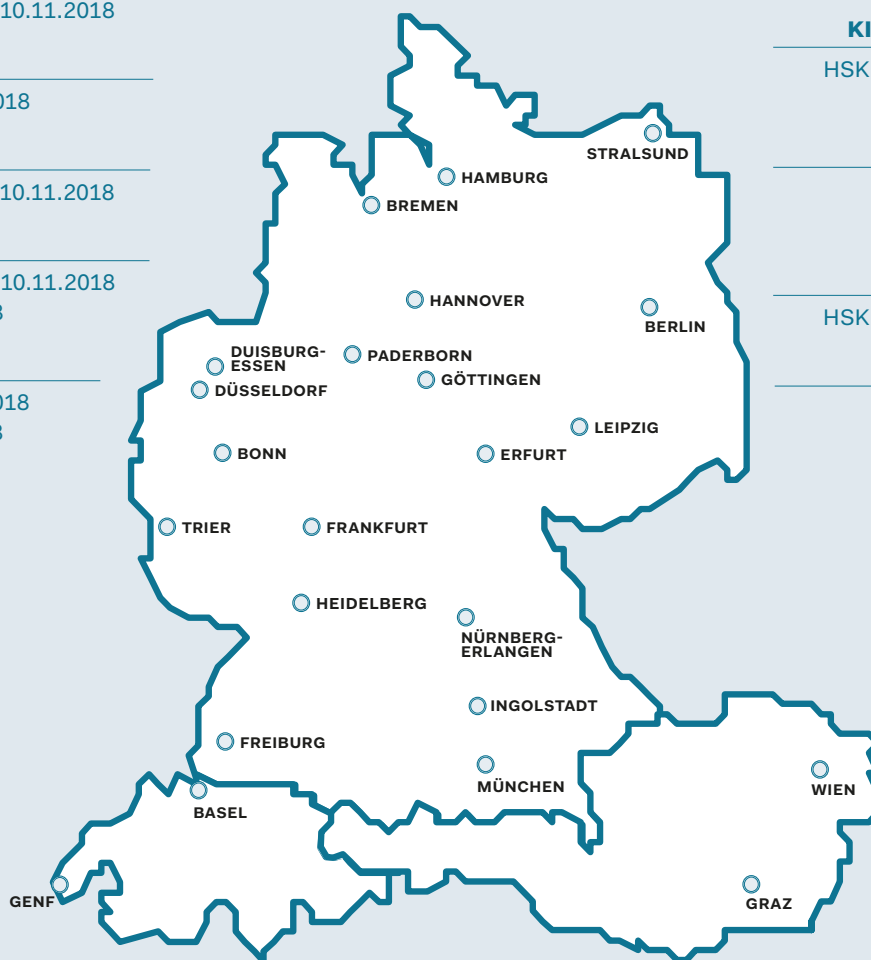 10.11.2018
018
10.11.2018
10.11.2018
018
KI
HSK
HSK
STRALSUND
HAMBURG
BREMEN
HANNOVER
BERLIN
DUISBURG-
ESSEN
PADERBORN
GÖTTINGEN
DÜSSELDORF
LEIPZIG
BONN
ERFURT
TRIER
FRANKFURT
HEIDELBERG
NÜRNBERG-
ERLANGEN
INGOLSTADT
FREIBURG
MÜNCHEN
WIEN
BASEL
GENF
GRAZ